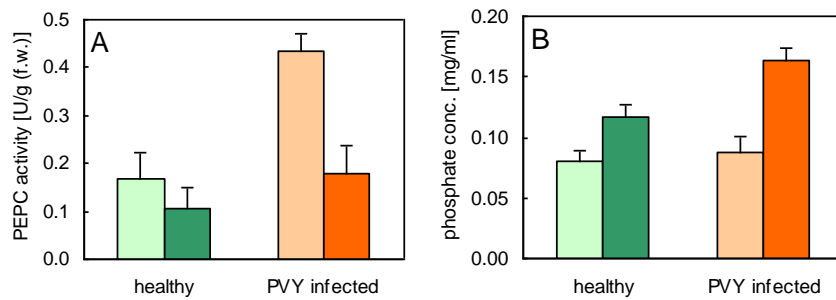 A
PEPC activity [U/g (f.w.)]
0.5
0.4
0.3
0.2
0.1
0.0
healthy
PVY infected
B
phosphate conc. [mg/ml]
0.20
0.15
0.10
0.05
0.00
healthy
PVY infected